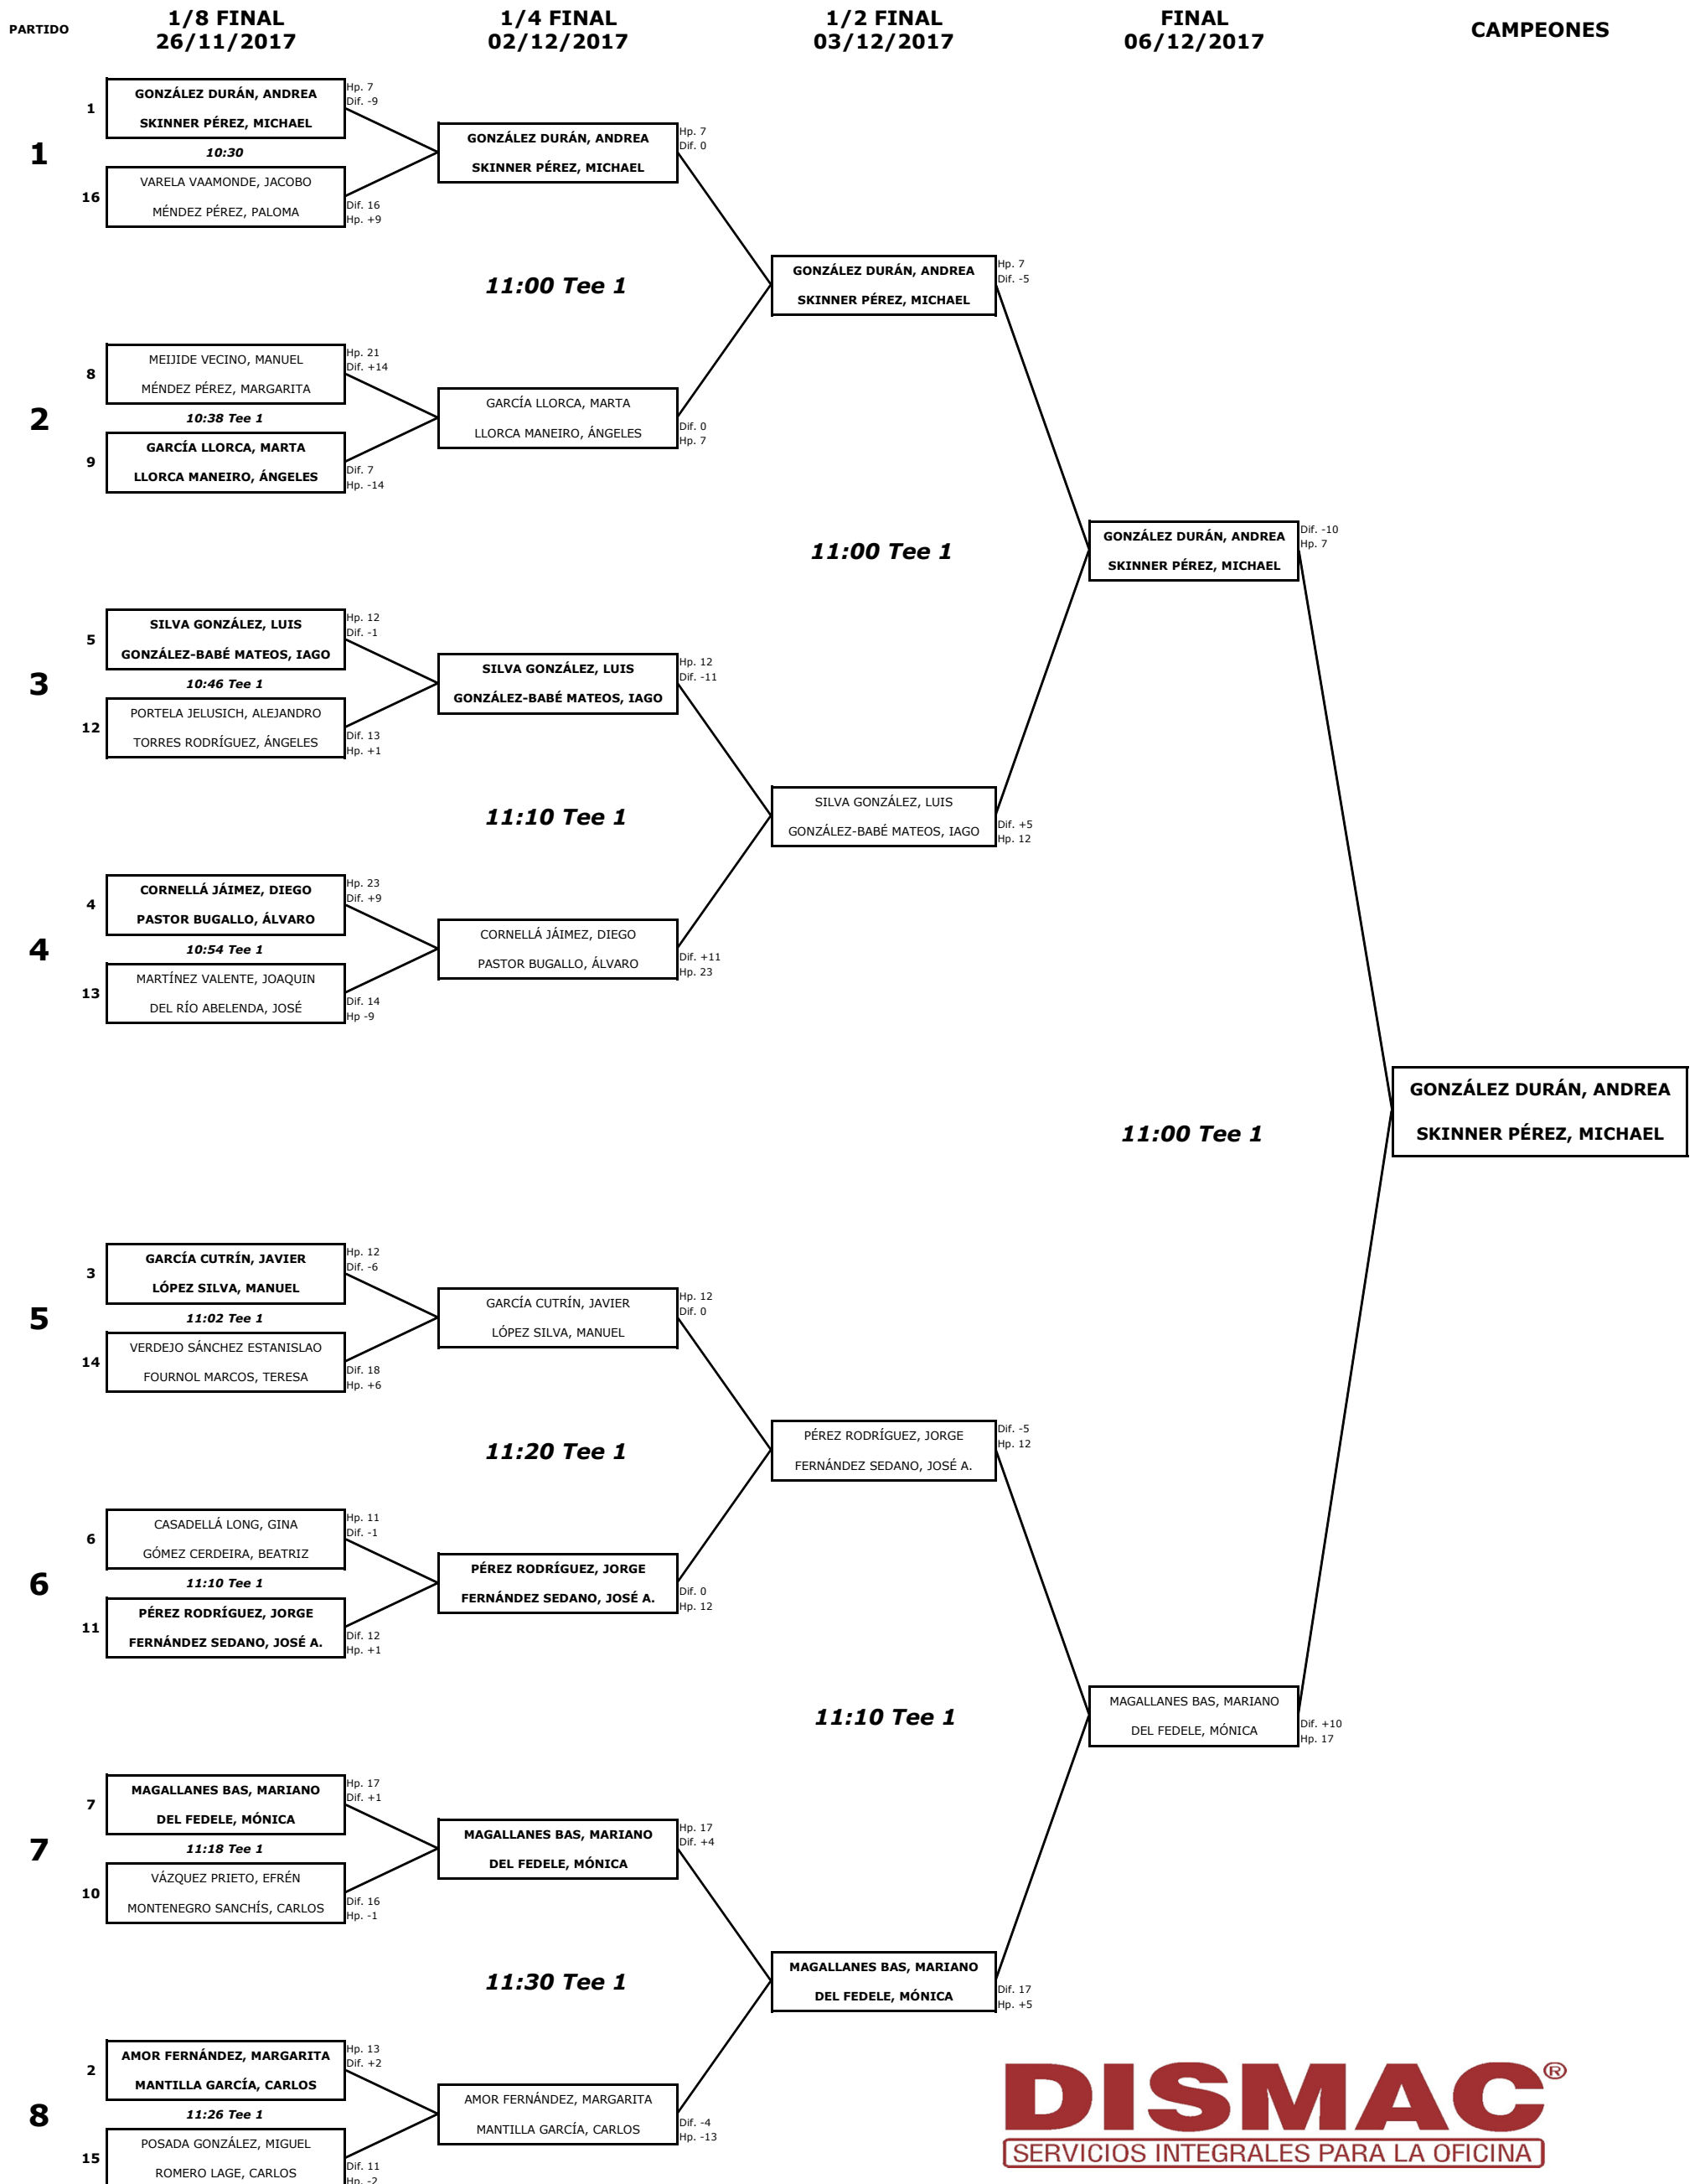 PARTIDO
1/8 FINAL
26/11/2017
1/4 FINAL
02/12/2017
1/2 FINAL
03/12/2017
FINAL
06/12/2017
CAMPEONES
1
1
GONZÁLEZ DURÁN, ANDREA
SKINNER PÉREZ, MICHAEL
Hp. 7
Dif. -9
10:30
16
VARELA VAAMONDE, JACOBO
MÉNDEZ PÉREZ, PALOMA
Dif. 16
Hp. +9
2
8
MEIJIDE VECINO, MANUEL
MÉNDEZ PÉREZ, MARGARITA
Hp. 21
Dif. +14
10:38 Tee 1
9
GARCÍA LLORCA, MARTA
LLORCA MANEIRO, ÁNGELES
Dif. 7
Hp. -14
3
5
SILVA GONZÁLEZ, LUIS
GONZÁLEZ-BABÉ MATEOS, IAGO
Hp. 12
Dif. -1
10:46 Tee 1
12
PORTELA JELUSICH, ALEJANDRO
TORRES RODRÍGUEZ, ÁNGELES
Dif. 13
Hp. +1
4
4
CORNELLÁ JÁIMEZ, DIEGO
PASTOR BUGALLO, ÁLVARO
Hp. 23
Dif. +9
10:54 Tee 1
13
MARTÍNEZ VALENTE, JOAQUIN
DEL RÍO ABELENDA, JOSÉ
Dif. 14
Hp -9
5
3
GARCÍA CUTRÍN, JAVIER
LÓPEZ SILVA, MANUEL
Hp. 12
Dif. -6
11:02 Tee 1
14
VERDEJO SÁNCHEZ ESTANISLAO
FOURNOL MARCOS, TERESA
Dif. 18
Hp. +6
6
6
CASADELLÁ LONG, GINA
GÓMEZ CERDEIRA, BEATRIZ
Hp. 11
Dif. -1
11:10 Tee 1
11
PÉREZ RODRÍGUEZ, JORGE
FERNÁNDEZ SEDANO, JOSÉ A.
Dif. 12
Hp. +1
7
7
MAGALLANES BAS, MARIANO
DEL FEDELE, MÓNICA
Hp. 17
Dif. +1
11:18 Tee 1
10
VÁZQUEZ PRIETO, EFRÉN
MONTENEGRO SANCHÍS, CARLOS
Dif. 16
Hp. -1
8
2
AMOR FERNÁNDEZ, MARGARITA
MANTILLA GARCÍA, CARLOS
Hp. 13
Dif. +2
11:26 Tee 1
15
POSADA GONZÁLEZ, MIGUEL
ROMERO LAGE, CARLOS
Dif. 11
Hp. -2
GONZÁLEZ DURÁN, ANDREA
SKINNER PÉREZ, MICHAEL
Hp. 7
Dif. 0
11:00 Tee 1
GARCÍA LLORCA, MARTA
LLORCA MANEIRO, ÁNGELES
Dif. 0
Hp. 7
SILVA GONZÁLEZ, LUIS
GONZÁLEZ-BABÉ MATEOS, IAGO
Hp. 12
Dif. -11
11:10 Tee 1
CORNELLÁ JÁIMEZ, DIEGO
PASTOR BUGALLO, ÁLVARO
Dif. +11
Hp. 23
GARCÍA CUTRÍN, JAVIER
LÓPEZ SILVA, MANUEL
Hp. 12
Dif. 0
11:20 Tee 1
PÉREZ RODRÍGUEZ, JORGE
FERNÁNDEZ SEDANO, JOSÉ A.
Dif. 0
Hp. 12
MAGALLANES BAS, MARIANO
DEL FEDELE, MÓNICA
Hp. 17
Dif. +4
11:30 Tee 1
AMOR FERNÁNDEZ, MARGARITA
MANTILLA GARCÍA, CARLOS
Dif. -4
Hp. -13
GONZÁLEZ DURÁN, ANDREA
SKINNER PÉREZ, MICHAEL
Hp. 7
Dif. -5
11:00 Tee 1
SILVA GONZÁLEZ, LUIS
GONZÁLEZ-BABÉ MATEOS, IAGO
Dif. +5
Hp. 12
PÉREZ RODRÍGUEZ, JORGE
FERNÁNDEZ SEDANO, JOSÉ A.
Dif. -5
Hp. 12
11:10 Tee 1
MAGALLANES BAS, MARIANO
DEL FEDELE, MÓNICA
Dif. 17
Hp. +5
GONZÁLEZ DURÁN, ANDREA
SKINNER PÉREZ, MICHAEL
Dif. -10
Hp. 7
11:00 Tee 1
MAGALLANES BAS, MARIANO
DEL FEDELE, MÓNICA
Dif. +10
Hp. 17
GONZÁLEZ DURÁN, ANDREA
SKINNER PÉREZ, MICHAEL
DISMAC®
SERVICIOS INTEGRALES PARA LA OFICINA